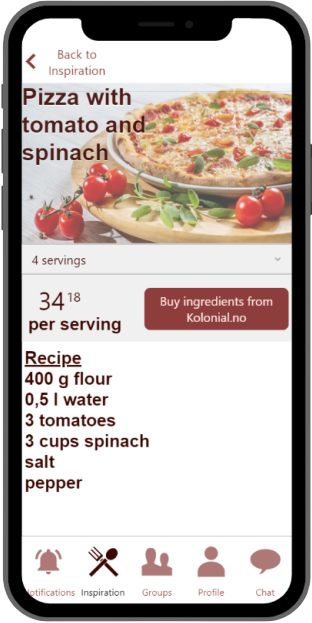 Back to
Inspiration
Pizza with
tomato and
spinach
4 servings
34 18
per serving
Buy ingredients from
Kolonial.no
Recipe
400 g flour
0,5 l water
3 tomatoes
3 cups spinach
salt
pepper
Notifications Inspiration Groups Profile Chat